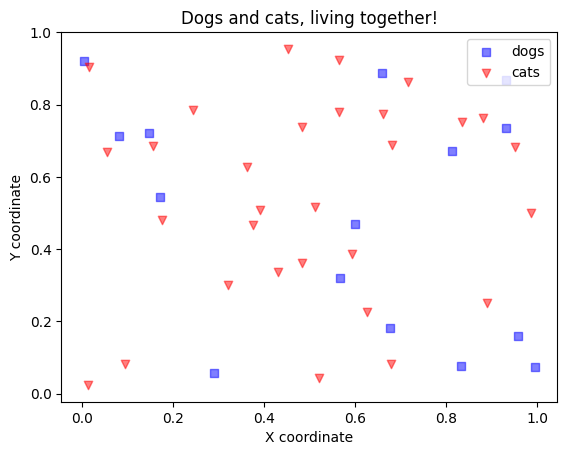 Dogs and cats, living together!
dogs
cats
1.0
0.8
0.6
0.4
0.2
0.0
Y coordinate
0.0 0.2 0.4 0.6 0.8 1.0
X coordinate